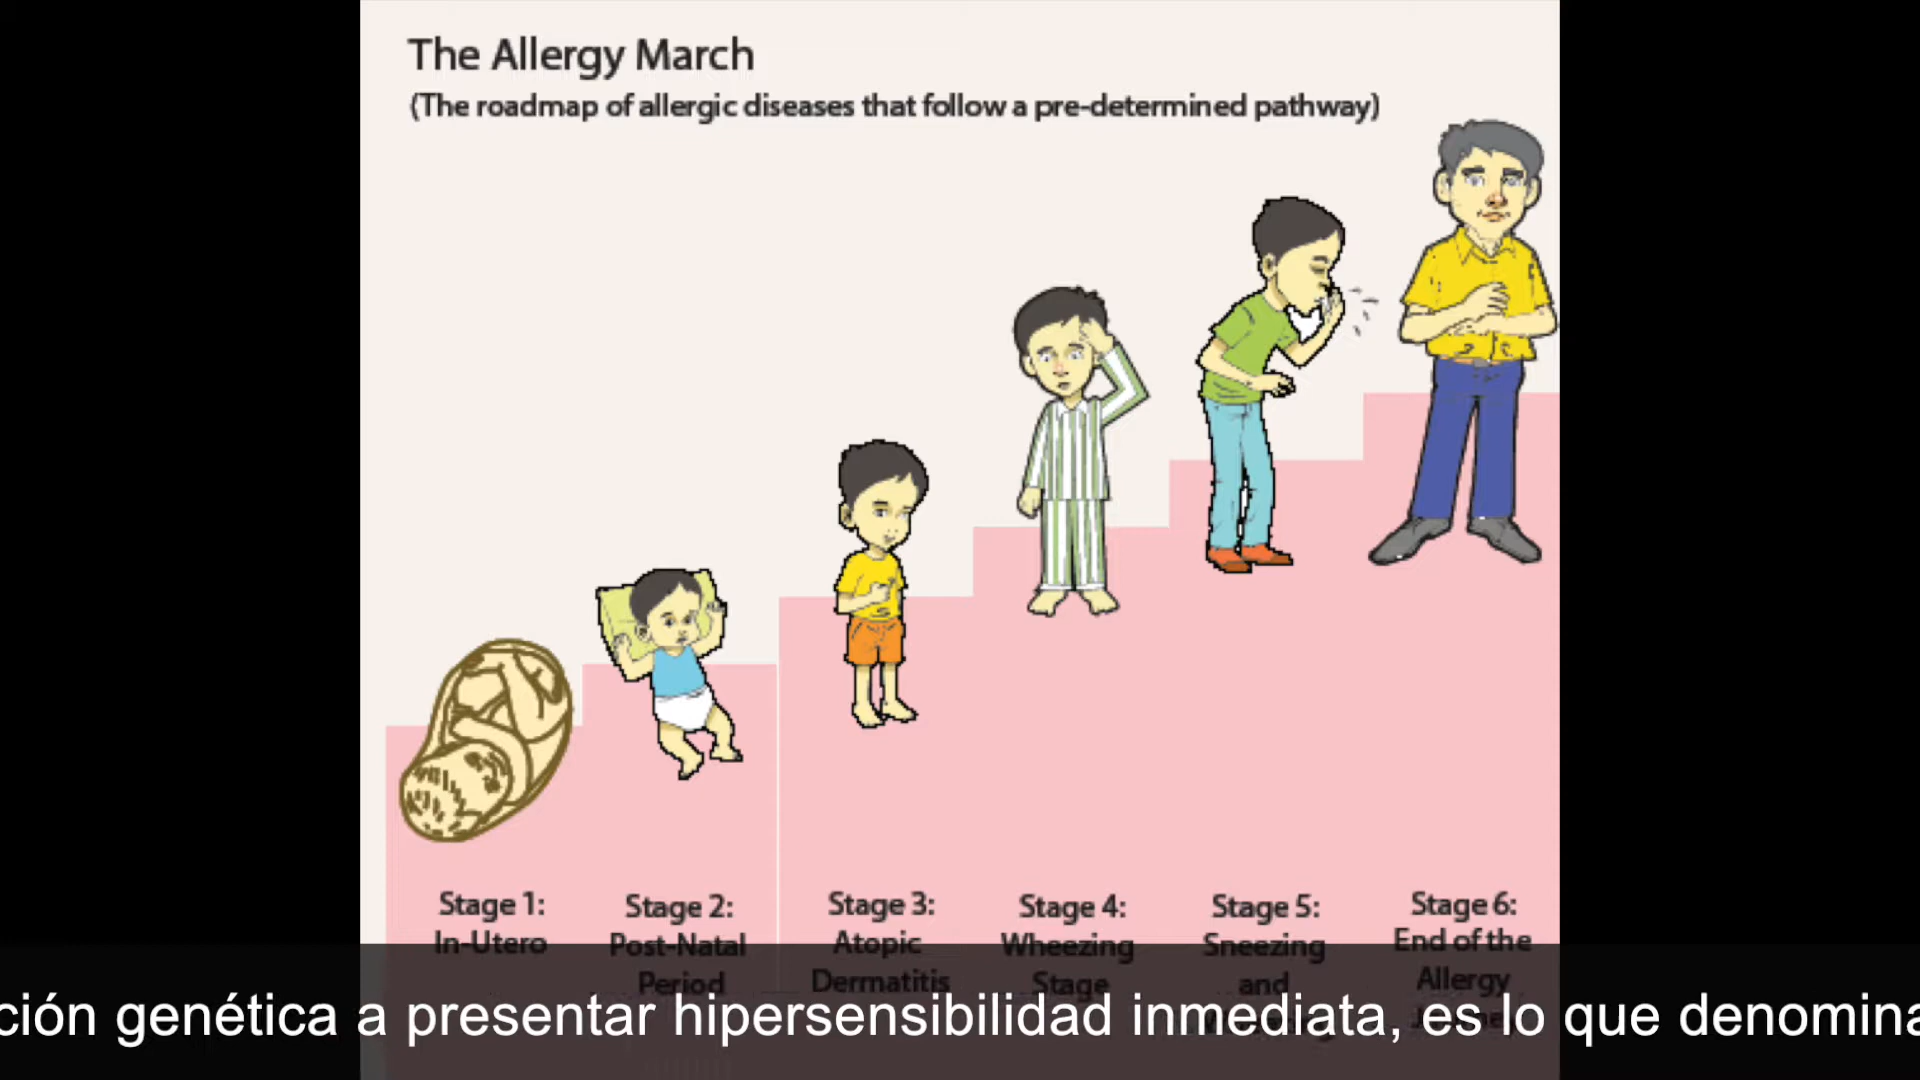 The Allergy March
(The roadmap of allergic diseases that follow a pre-determined pathway)
Stage 1:
In-Utero
Stage 2:
Post-Natal
Period
Stage 3:
Atopic
Dermatitis
Stage 4:
Wheezing
Stage
Stage 5:
Sneezing
and
Stage 6:
End of the
Allergy
ción genética a presentar hipersensibilidad inmediata, es lo que denomina